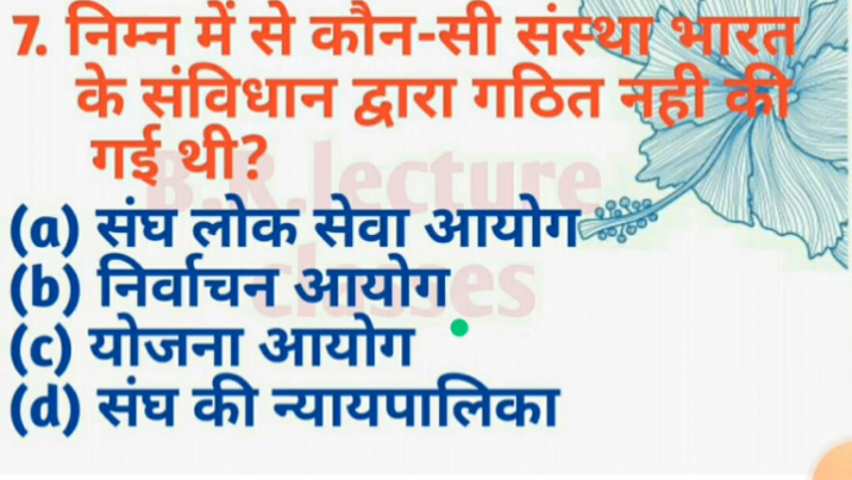 7. निम्न में से कौन-सी संस्था भारत
के संविधान द्वारा गठित नही की
गई थी?
B.R.lecture
classes
(a) संघ लोक सेवा आयोग
(b) निर्वाचन आयोग
(c) योजना आयोग
(d) संघ की न्यायपालिका